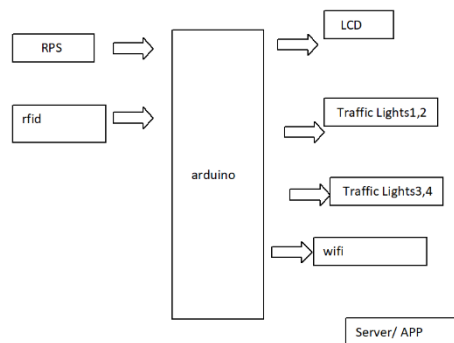 RPS
rfid
arduino
LCD
Traffic Lights1,2
Traffic Lights3,4
wifi
Server/ APP